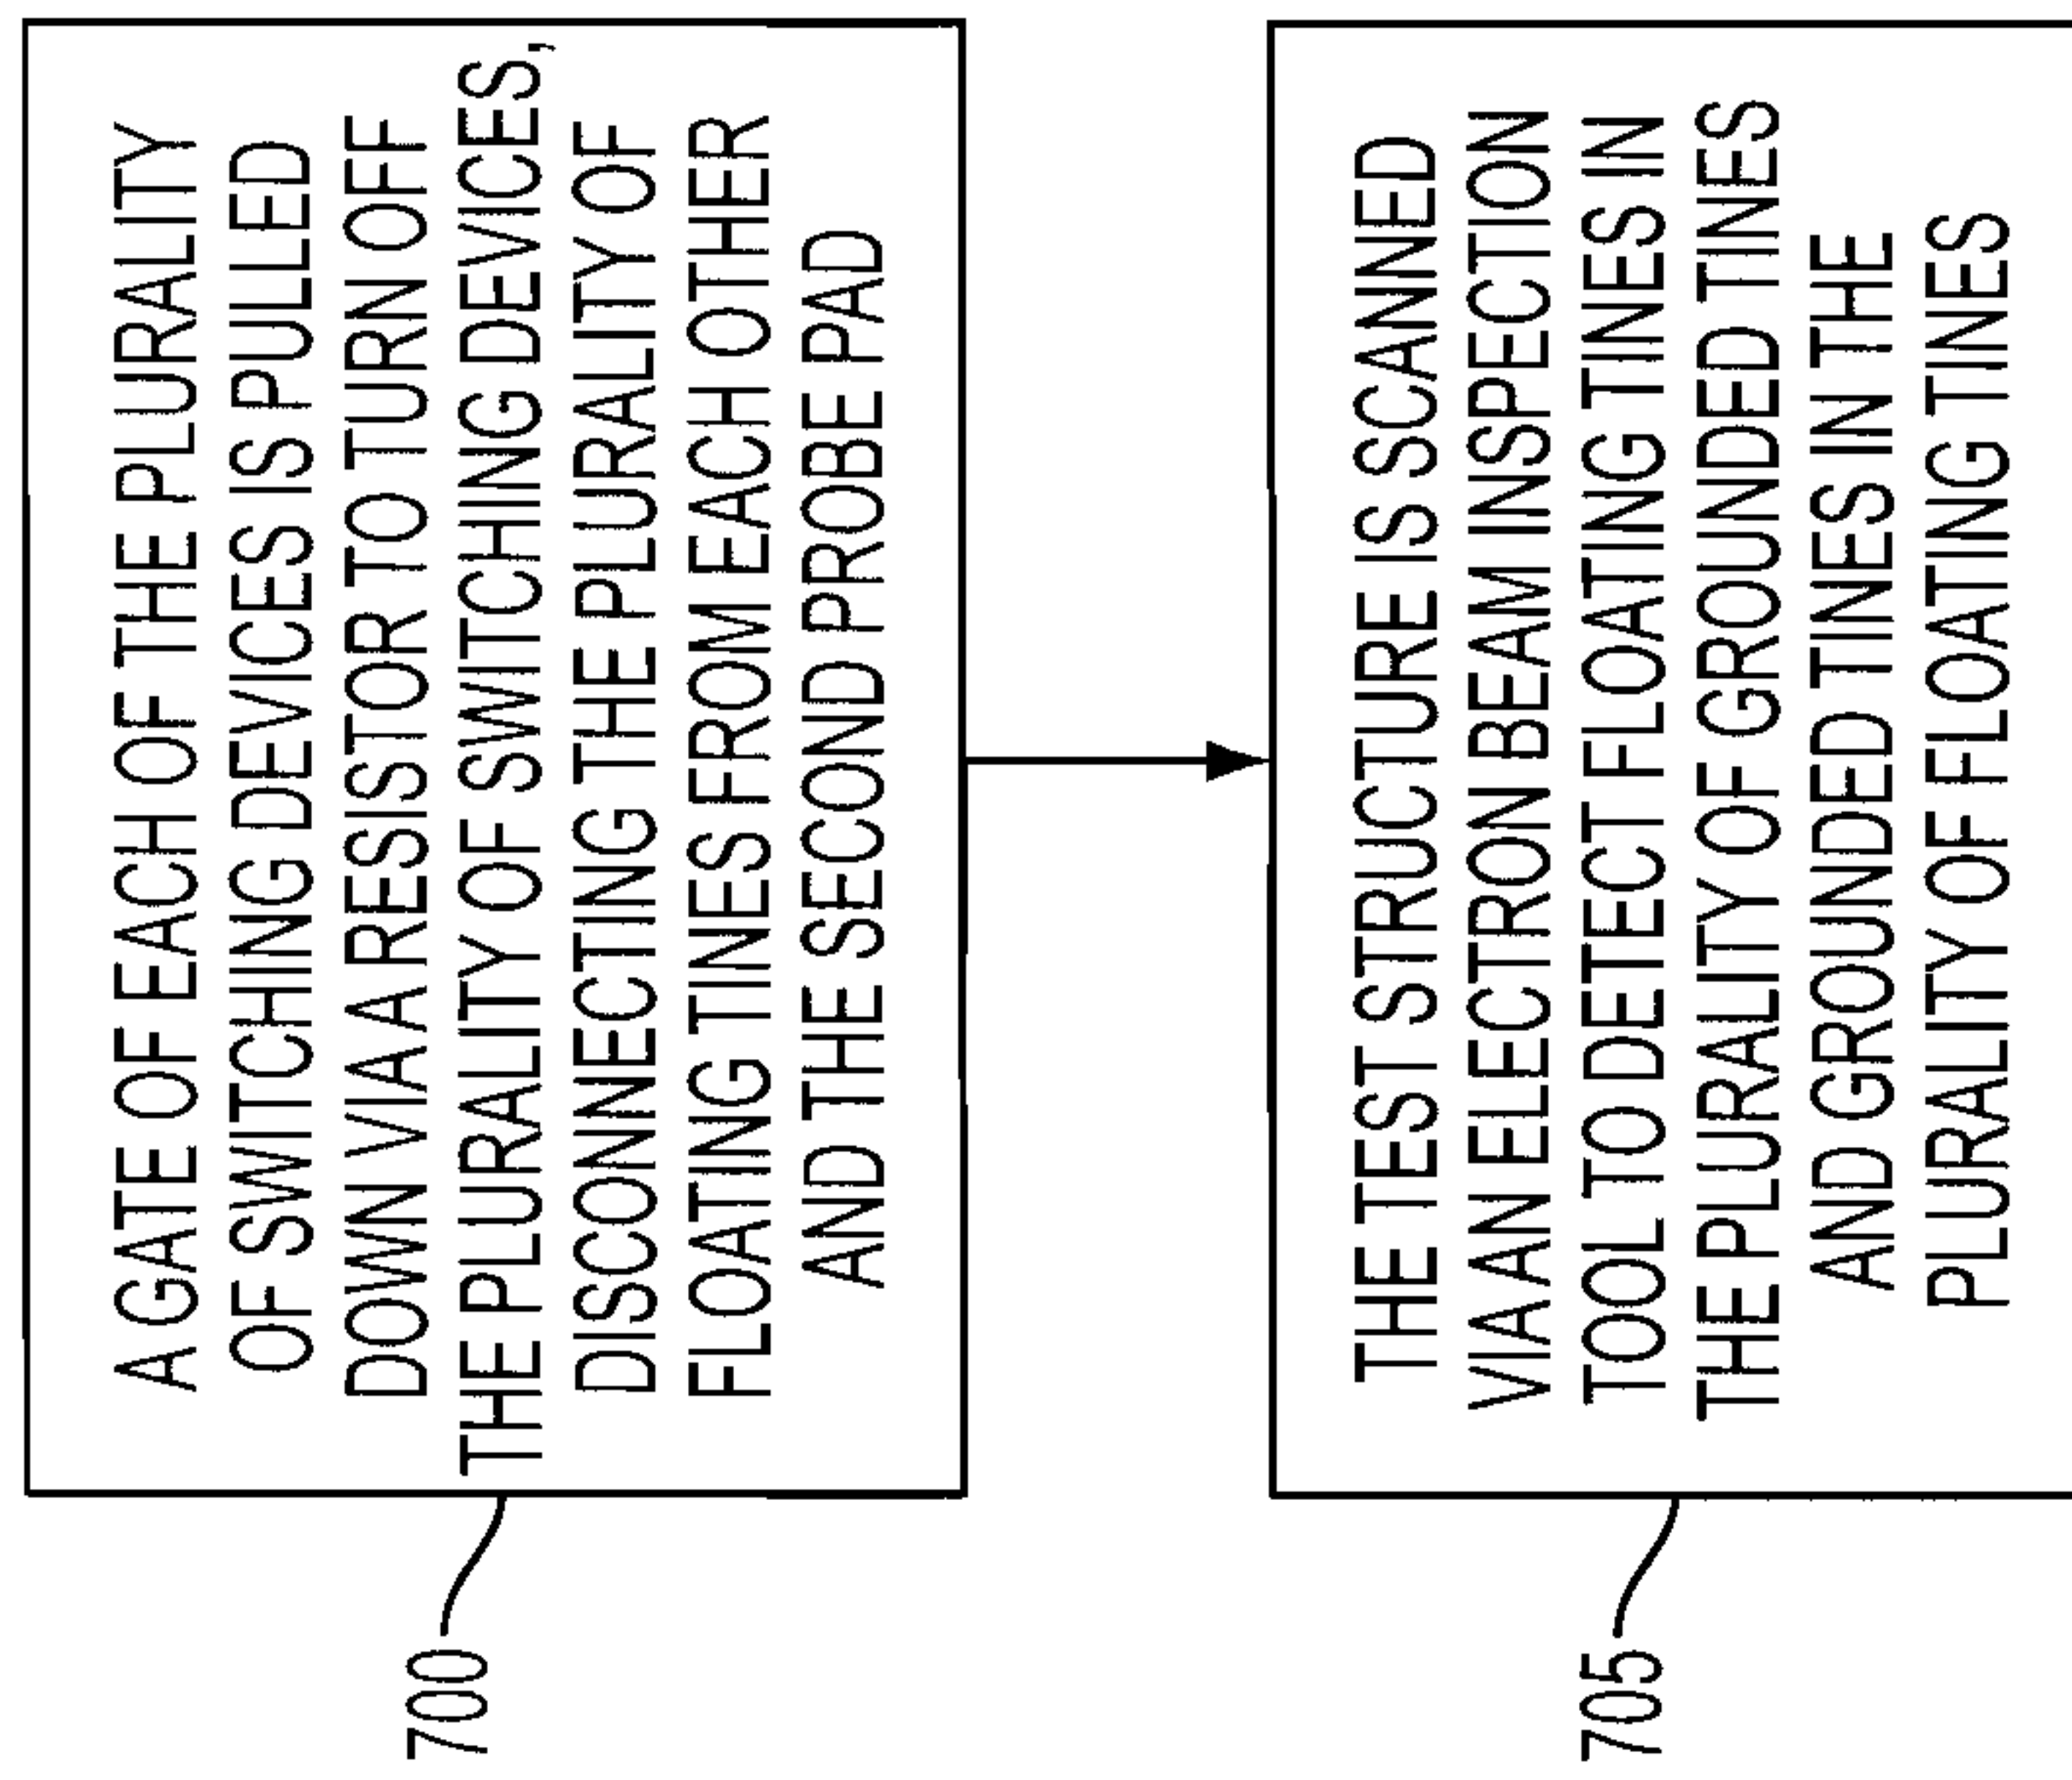 A GATE OF EACH OF THE PLURALITY
OF SWITCHING DEVICES IS PULLED
DOWN VIA A RESISTOR TO TURN OFF
THE PLURALITY OF SWITCHING DEVICES,
DISCONNECTING THE PLURALITY OF
FLOATING TINES FROM EACH OTHER
AND THE SECOND PROBE PAD
700
THE TEST STRUCTURE IS SCANNED
VIA AN ELECTRON BEAM INSPECTION
TOOL TO DETECT FLOATING TINES IN
THE PLURALITY OF GROUNDED TINES
AND GROUNDED TINES IN THE
PLURALITY OF FLOATING TINES
705